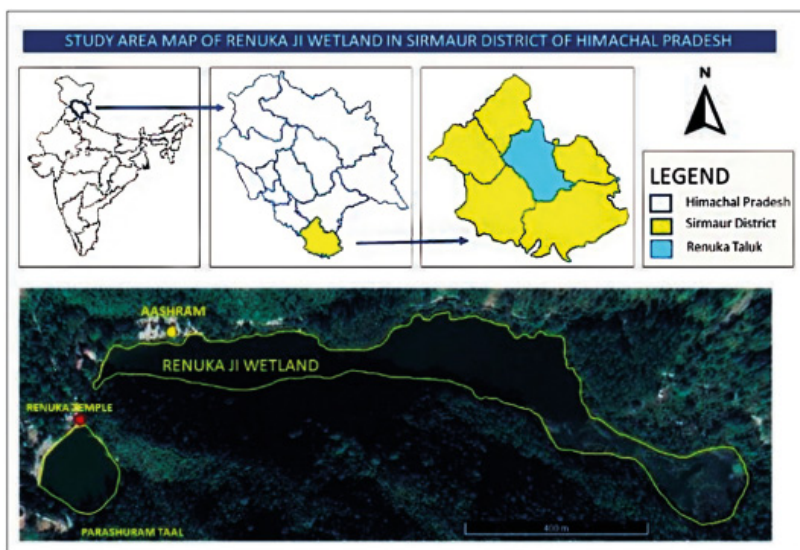 STUDY AREA MAP OF RENUKA JI WETLAND IN SIRMAUR DISTRICT OF HIMACHAL PRADESH
N
LEGEND
Himachal Pradesh
Sirmaur District
Renuka Taluk
AASHRAM
RENUKA JI WETLAND
RENUKA TEMPLE
PARASHURAM TAAL
400 m